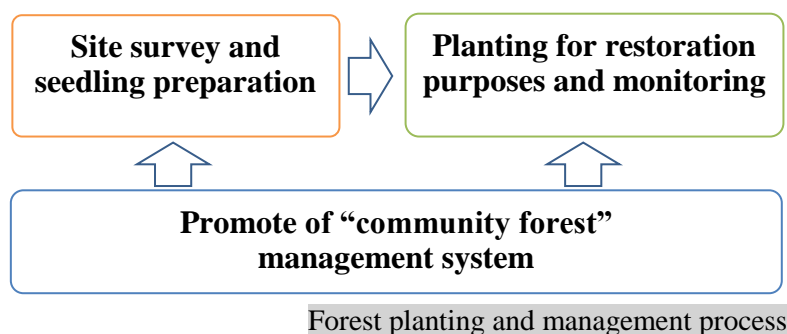 Site survey and
seedling preparation
Planting for restoration
purposes and monitoring
Promote of “community forest”
management system
Forest planting and management process